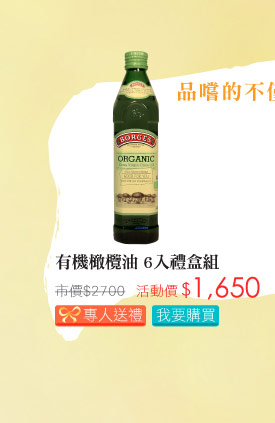 品嚐的不僅
BORGES
ORGANIC
有機橄欖油 6入禮盒組
市價$2700 活動價 $1,650
專人送禮 我要購買